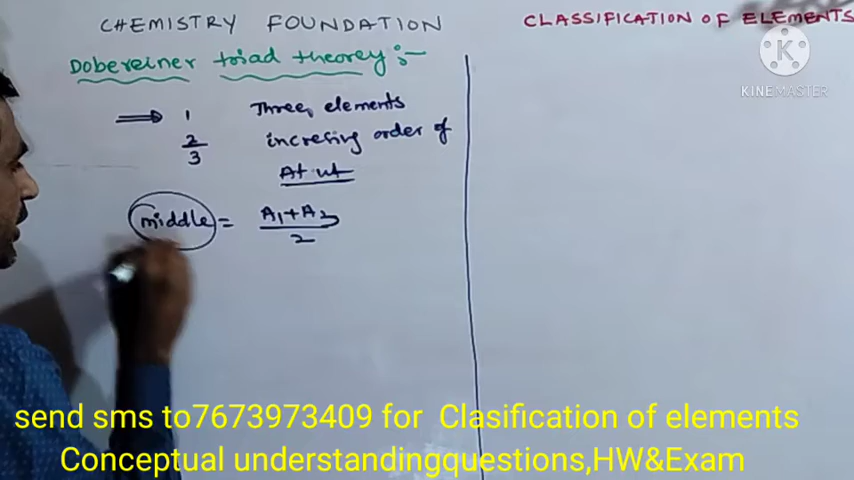 CHEMISTRY FOUNDATION
CLASSIFICATION OF ELEMENTS
Dobereiner triad theorey:-
KINEMASTER
⟹ 1 Three, elements
2 incresing order of
3
At wt
middle = A1+A3
2
send sms to7673973409 for Clasification of elements
Conceptual understandingquestions,HW&Exam